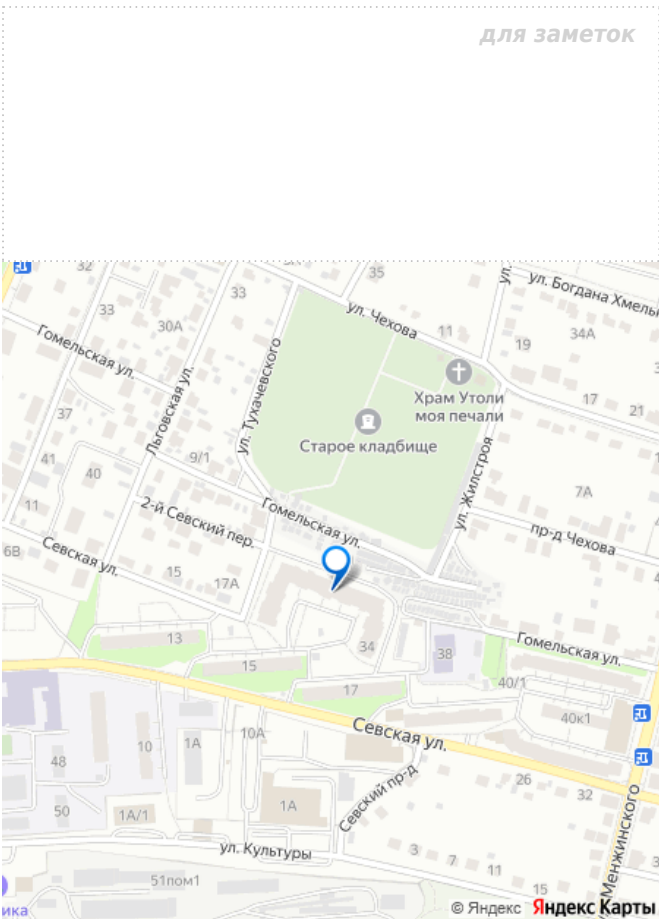 для заметок
32
35
33
ул. Богдана
ул.
33
30А
ул. Чехова
11
34А
19
Гомельская ул.
Храм Утоли
моя печали
17
21
37
Льговская ул.
ул. Тухачевского
Старое кладбище
41
40
9/1
ул. Жилстроя
7А
11
2-й Севский пер.
Гомельская ул.
пр-д Чехова
6В
Севская ул.
15
17А
13
34
38
Гомельская ул.
15
17
40/1
40к1
Севская ул.
10
1А
10А
48
26
32
50
1А/1
1А
Севский пр-д
ул. Культуры
3
7
11
15
Менжинского
51пом1
© Яндекс Яндекс Карты